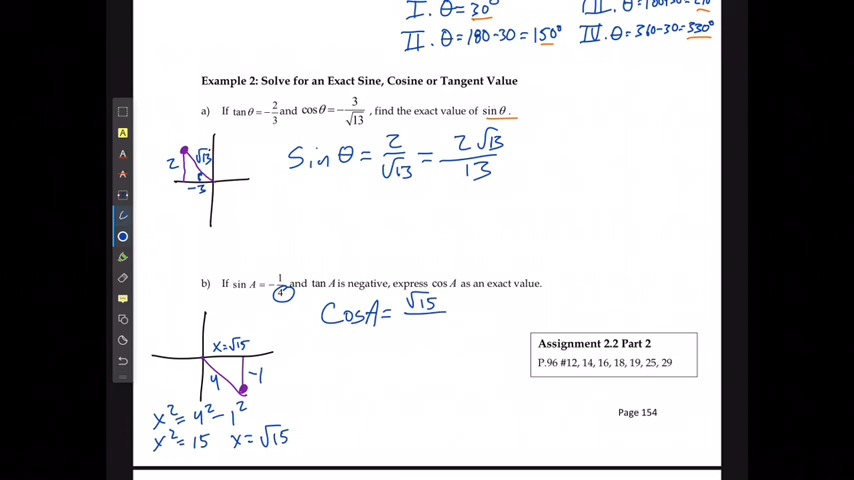 I. θ = 30°
II. θ = 180-30 = 150°
IV. θ = 360-30 = 330°
Example 2: Solve for an Exact Sine, Cosine or Tangent Value
a) If tan θ = -2/3 and cos θ = -3/√13, find the exact value of sin θ.
2 √13
-3
Sin θ = 2/√13 = 2√13/13
b) If sin A = -1/4 and tan A is negative, express cos A as an exact value.
CosA = √15
x=√15
4 -1
x² = 4² - 1²
x² = 15 x = √15
Assignment 2.2 Part 2
P.96 #12, 14, 16, 18, 19, 25, 29
Page 154